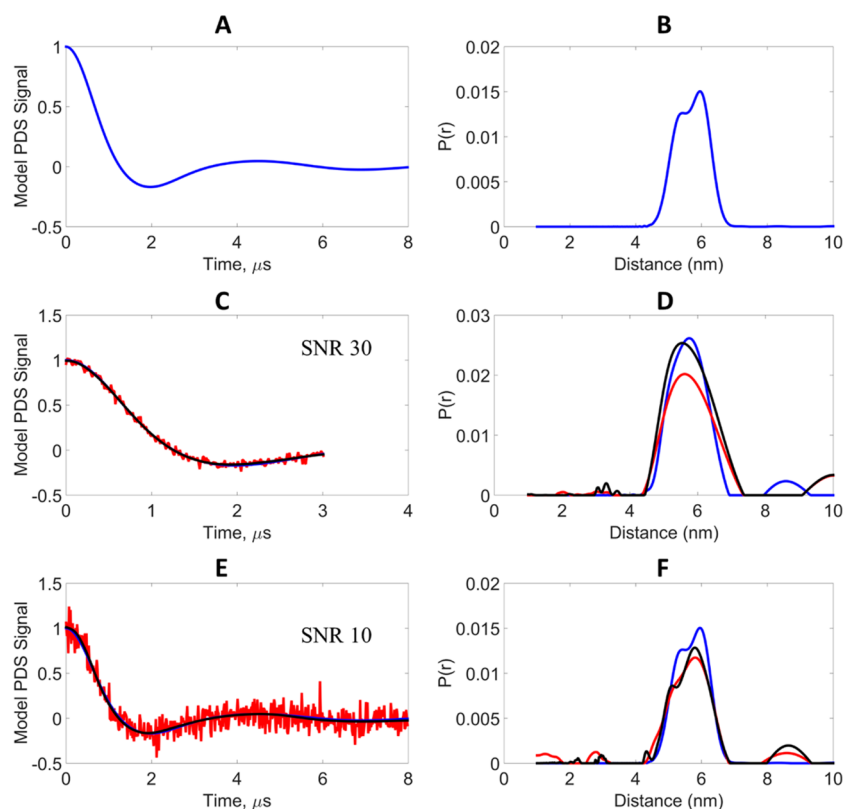 A
1
0.5
0
-0.5
0 2 4 6 8
Model PDS Signal
Time, μs
B
0.02
0.015
0.01
0.005
0
0 2 4 6 8 10
P(r)
Distance (nm)
C
1.5
1
0.5
0
-0.5
0 1 2 3 4
Model PDS Signal
Time, μs
SNR 30
D
0.03
0.02
0.01
0
0 2 4 6 8 10
P(r)
Distance (nm)
E
1.5
1
0.5
0
-0.5
0 2 4 6 8
Model PDS Signal
Time, μs
SNR 10
F
0.02
0.015
0.01
0.005
0
0 2 4 6 8 10
P(r)
Distance (nm)